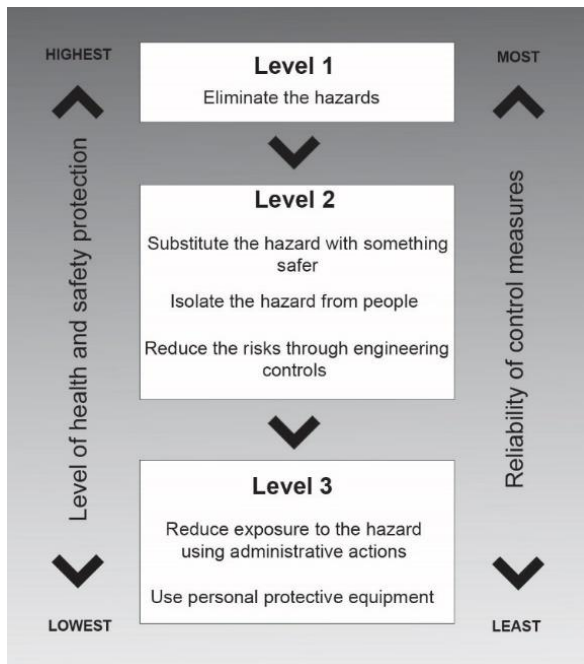 HIGHEST
MOST
Level 1
Eliminate the hazards
Level of health and safety protection
Reliability of control measures
Level 2
Substitute the hazard with something
safer
Isolate the hazard from people
Reduce the risks through engineering
controls
Level 3
Reduce exposure to the hazard
using administrative actions
Use personal protective equipment
LOWEST
LEAST